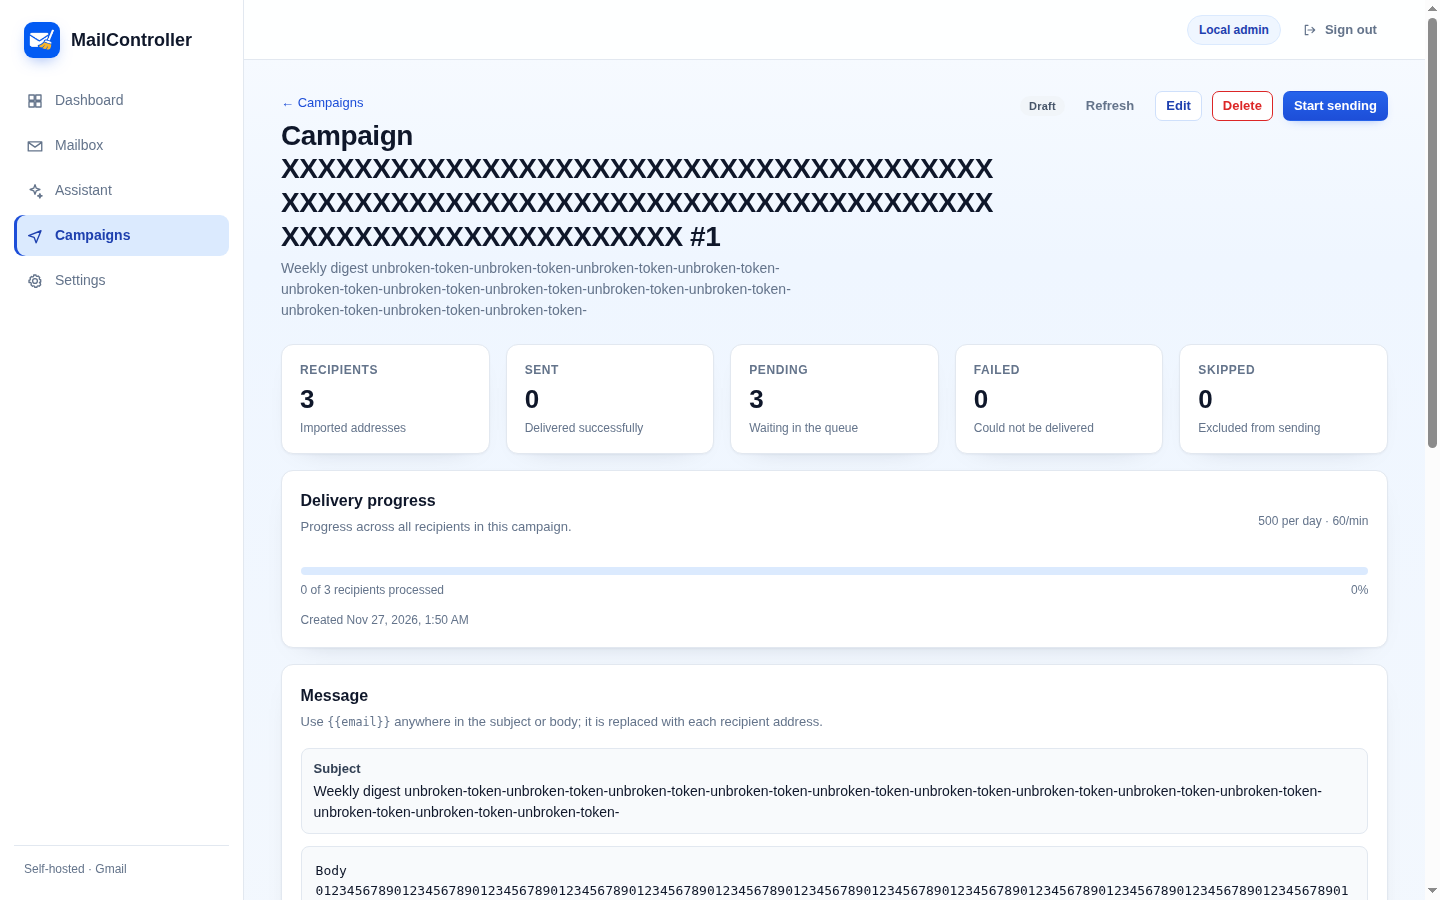 MailController
Local admin
Sign out
Dashboard
Mailbox
Assistant
Campaigns
Settings
Self-hosted · Gmail
← Campaigns
Draft
Refresh
Edit
Delete
Start sending
Campaign
XXXXXXXXXXXXXXXXXXXXXXXXXXXXXXXXXXXXXXX
XXXXXXXXXXXXXXXXXXXXXXXXXXXXXXXXXXXXXXX
XXXXXXXXXXXXXXXXXXXXXX #1
Weekly digest unbroken-token-unbroken-token-unbroken-token-unbroken-token-
unbroken-token-unbroken-token-unbroken-token-unbroken-token-unbroken-token-
unbroken-token-unbroken-token-unbroken-token-
RECIPIENTS
3
Imported addresses
SENT
0
Delivered successfully
PENDING
3
Waiting in the queue
FAILED
0
Could not be delivered
SKIPPED
0
Excluded from sending
Delivery progress
Progress across all recipients in this campaign.
500 per day · 60/min
0 of 3 recipients processed
0%
Created Nov 27, 2026, 1:50 AM
Message
Use {{email}} anywhere in the subject or body; it is replaced with each recipient address.
Subject
Weekly digest unbroken-token-unbroken-token-unbroken-token-unbroken-token-unbroken-token-unbroken-token-unbroken-token-unbroken-token-unbroken-token-
unbroken-token-unbroken-token-unbroken-token-
Body
012345678901234567890123456789012345678901234567890123456789012345678901234567890123456789012345678901234567890123456789012345678901